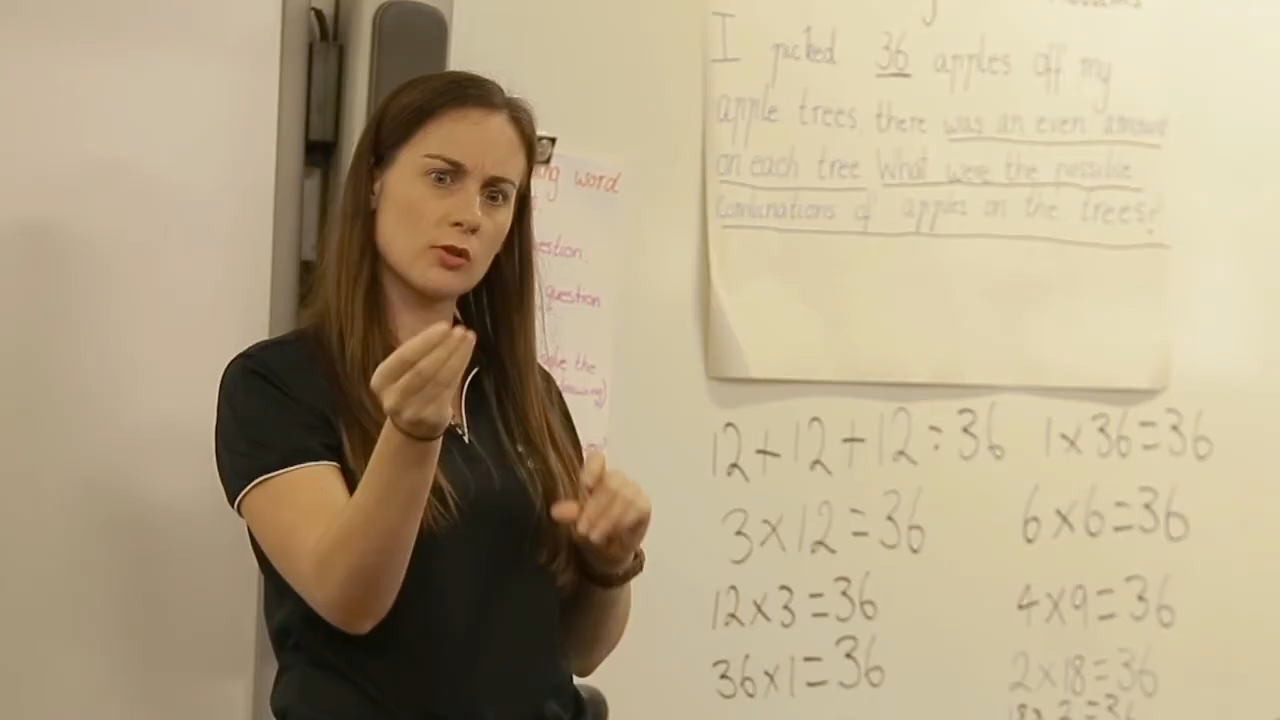 I picked 36 apples off my
apple trees, there was an even amount
on each tree What were the possible
combinations of apples on the trees?
word
question
the
12+12+12=36
3x12=36
12x3=36
36x1=36
1x36=36
6x6=36
4x9=36
2x18=36
18x2=36